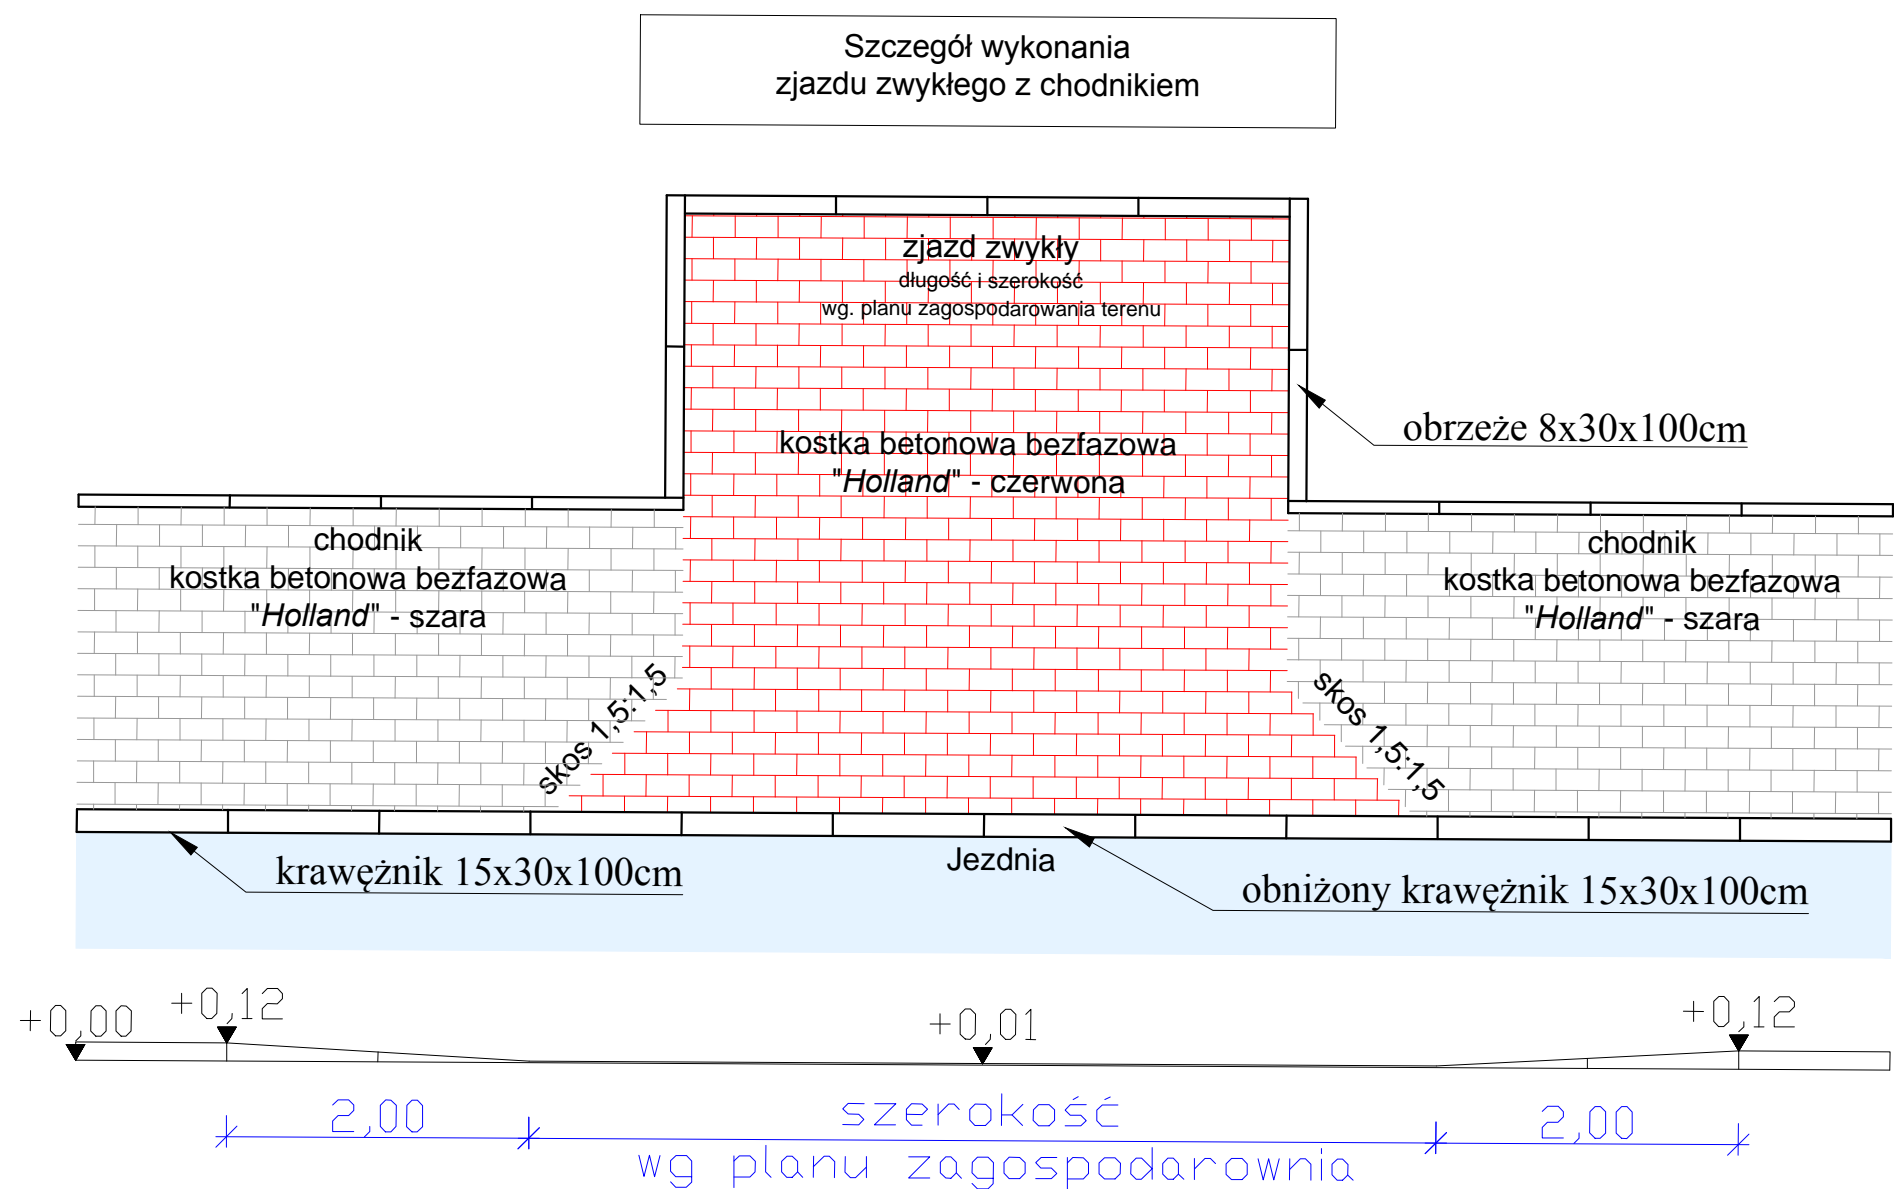 Szczegół wykonania
zjazdu zwykłego z chodnikiem
zjazd zwykły
długość i szerokość
wg. planu zagospodarowania terenu
obrzeże 8x30x100cm
kostka betonowa bezfazowa
"Holland" - czerwona
chodnik
kostka betonowa bezfazowa
"Holland" - szara
chodnik
kostka betonowa bezfazowa
"Holland" - szara
skos 1,5:1,5
skos 1,5:1,5
Jezdnia
krawężnik 15x30x100cm
obniżony krawężnik 15x30x100cm
+0,00
+0,12
+0,01
+0,12
2,00
szerokość
2,00
wg planu zagospodarownia